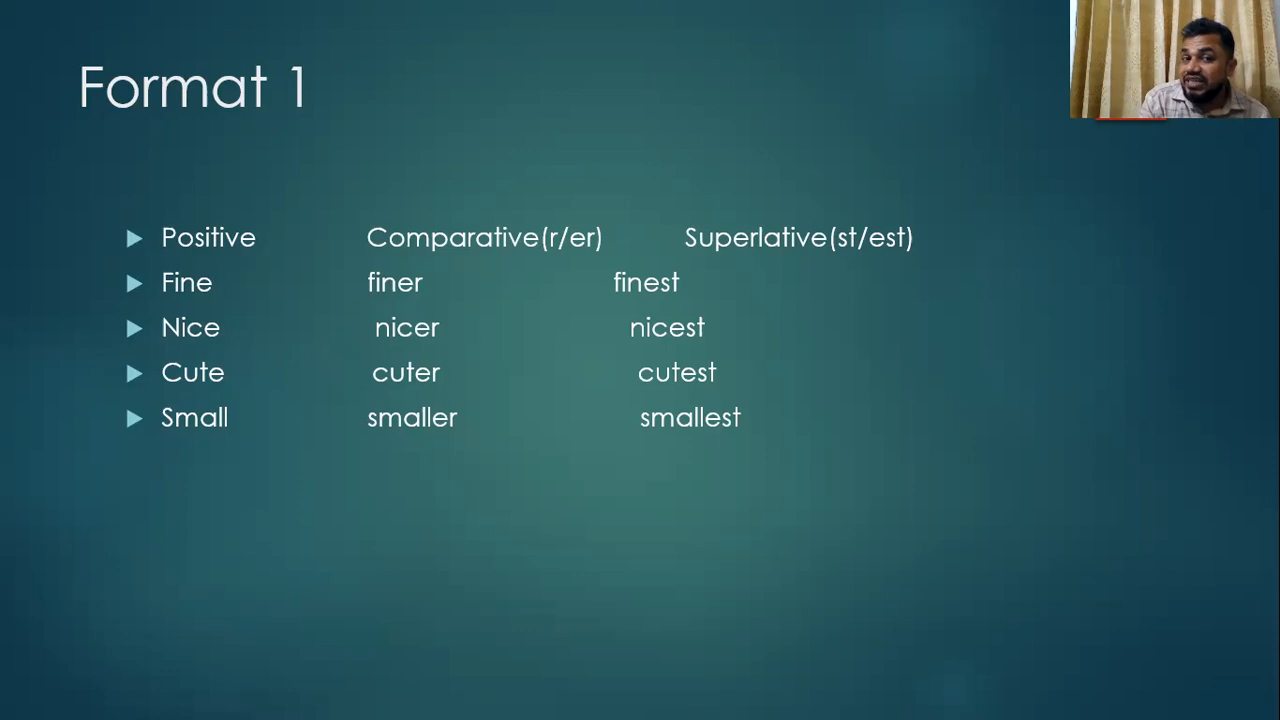 Format 1
Positive Comparative(r/er) Superlative(st/est)
Fine finer finest
Nice nicer nicest
Cute cuter cutest
Small smaller smallest